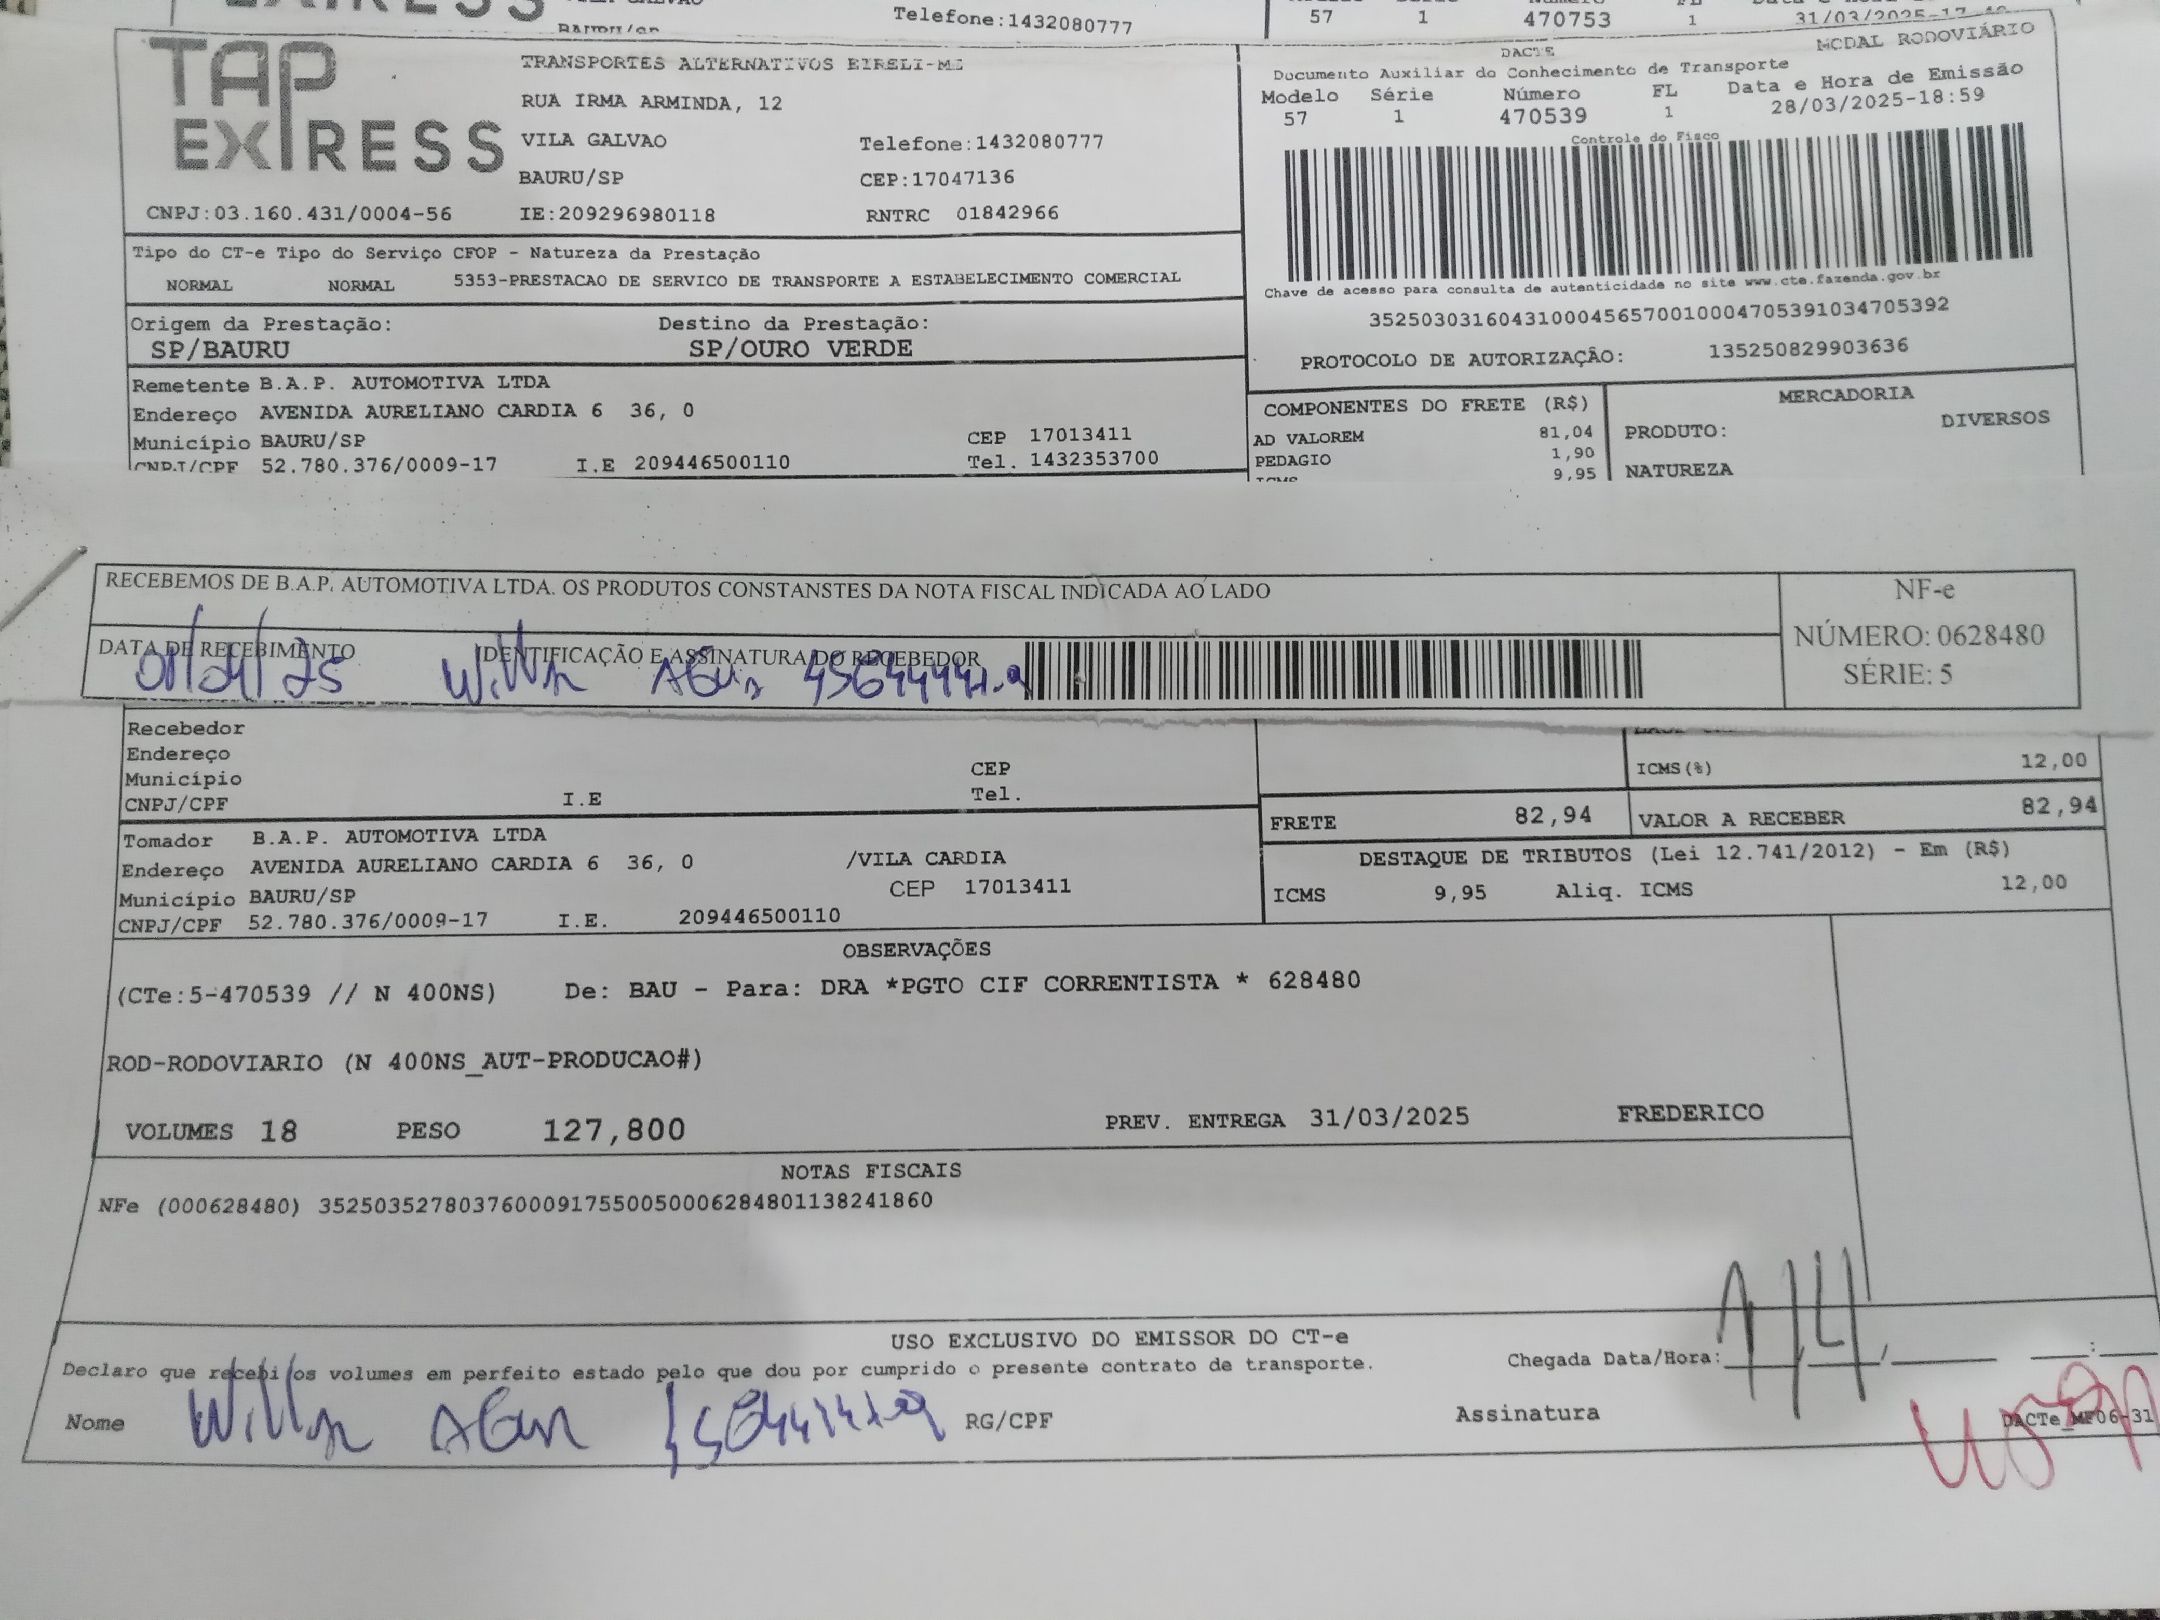 Telefone:1432080777
57 1 470753 1
TAP EXPRESS
TRANSPORTES ALTERNATIVOS EIRELI-ME
RUA IRMA ARMINDA, 12
VILA GALVAO Telefone:1432080777
BAURU/SP CEP:17047136
CNPJ:03.160.431/0004-56 IE:209296980118 RNTRC 01842966
DACTE MODAL RODOVIÁRIO
Documento Auxiliar do Conhecimento de Transporte
Modelo Série Número FL Data e Hora de Emissão
57 1 470539 1 28/03/2025-18:59
Controle do Fisco
Chave de acesso para consulta de autenticidade no site www.cte.fazenda.gov.br
35250303160431000456570010004705391034705392
PROTOCOLO DE AUTORIZAÇÃO: 135250829903636
Tipo do CT-e Tipo do Serviço CFOP - Natureza da Prestação
NORMAL NORMAL 5353-PRESTACAO DE SERVICO DE TRANSPORTE A ESTABELECIMENTO COMERCIAL
Origem da Prestação: Destino da Prestação:
SP/BAURU SP/OURO VERDE
Remetente B.A.P. AUTOMOTIVA LTDA
Endereço AVENIDA AURELIANO CARDIA 6 36, 0
Município BAURU/SP CEP 17013411
CNPJ/CPF 52.780.376/0009-17 I.E 209446500110 Tel. 1432353700
COMPONENTES DO FRETE (R$)
AD VALOREM 81,04
PEDAGIO 1,90
ICMS 9,95
MERCADORIA
PRODUTO: DIVERSOS
NATUREZA
RECEBEMOS DE B.A.P. AUTOMOTIVA LTDA. OS PRODUTOS CONSTANSTES DA NOTA FISCAL INDICADA AO LADO
DATA DE RECEBIMENTO IDENTIFICAÇÃO E ASSINATURA DO RECEBEDOR
NF-e
NÚMERO: 0628480
SÉRIE: 5
Recebedor
Endereço
Município CEP
CNPJ/CPF I.E Tel.
ICMS(%) 12,00
FRETE 82,94 VALOR A RECEBER 82,94
Tomador B.A.P. AUTOMOTIVA LTDA
Endereço AVENIDA AURELIANO CARDIA 6 36, 0 /VILA CARDIA
Município BAURU/SP CEP 17013411
CNPJ/CPF 52.780.376/0009-17 I.E. 209446500110
DESTAQUE DE TRIBUTOS (Lei 12.741/2012) - Em (R$)
ICMS 9,95 Aliq. ICMS 12,00
OBSERVAÇÕES
(CTe:5-470539 // N 400NS) De: BAU - Para: DRA *PGTO CIF CORRENTISTA * 628480
ROD-RODOVIARIO (N 400NS_AUT-PRODUCAO#)
VOLUMES 18 PESO 127,800 PREV. ENTREGA 31/03/2025 FREDERICO
NOTAS FISCAIS
NFe (000628480) 35250352780376000917550050006284801138241860
USO EXCLUSIVO DO EMISSOR DO CT-e
Declaro que recebi os volumes em perfeito estado pelo que dou por cumprido o presente contrato de transporte.
Chegada Data/Hora: 1/4/
Nome RG/CPF Assinatura DACTe_MF06-31